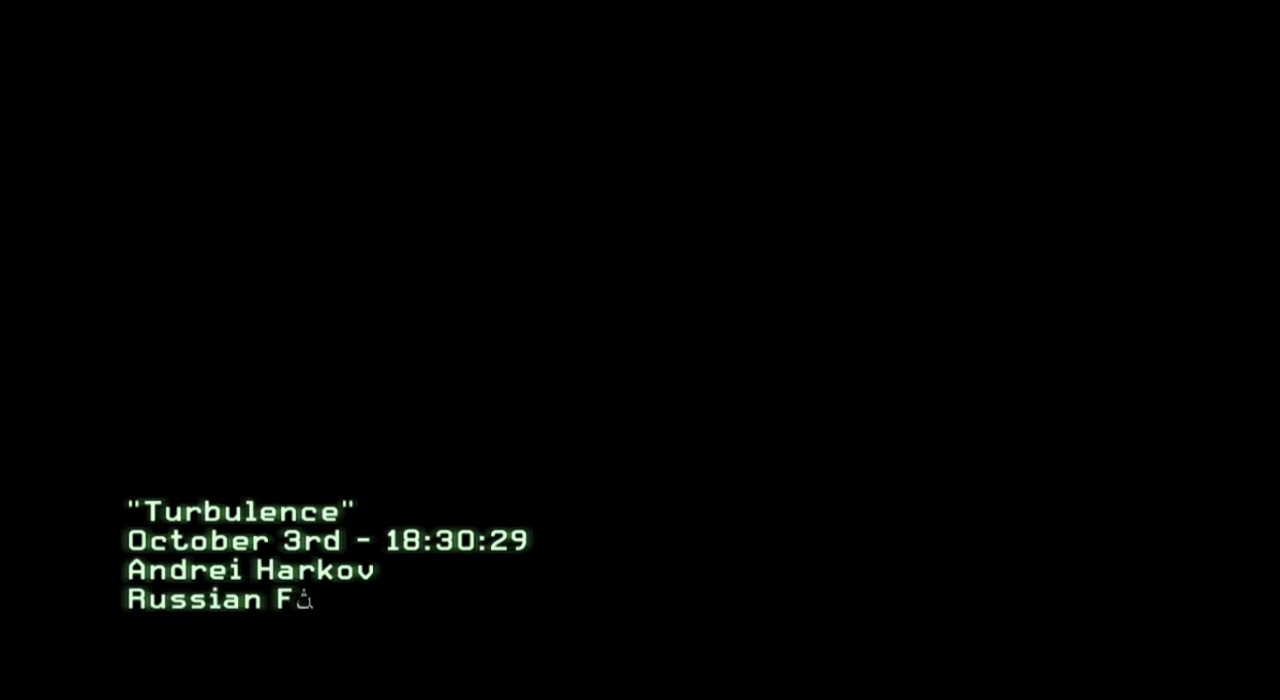 "Turbulence"
October 3rd - 18:30:29
Andrei Harkov
Russian F